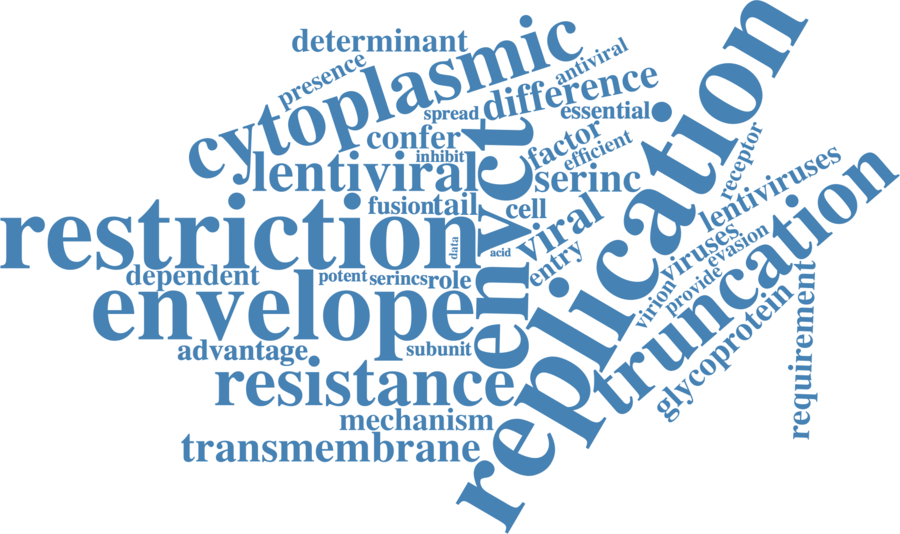 determinant
presence
cytoplasmic
antiviral
difference
spread
essential
confer
inhibit
factor
efficient
lentiviral
serinc
receptor
fusion
tail
cell
envct
viral
restriction
data
acid
entry
replication
lentiviruses
viruses.
evasion
virion
provide
truncation
dependent
potent
serincs
role
envelope
glycoprotein
requirement
advantage
subunit
resistance
mechanism
transmembrane